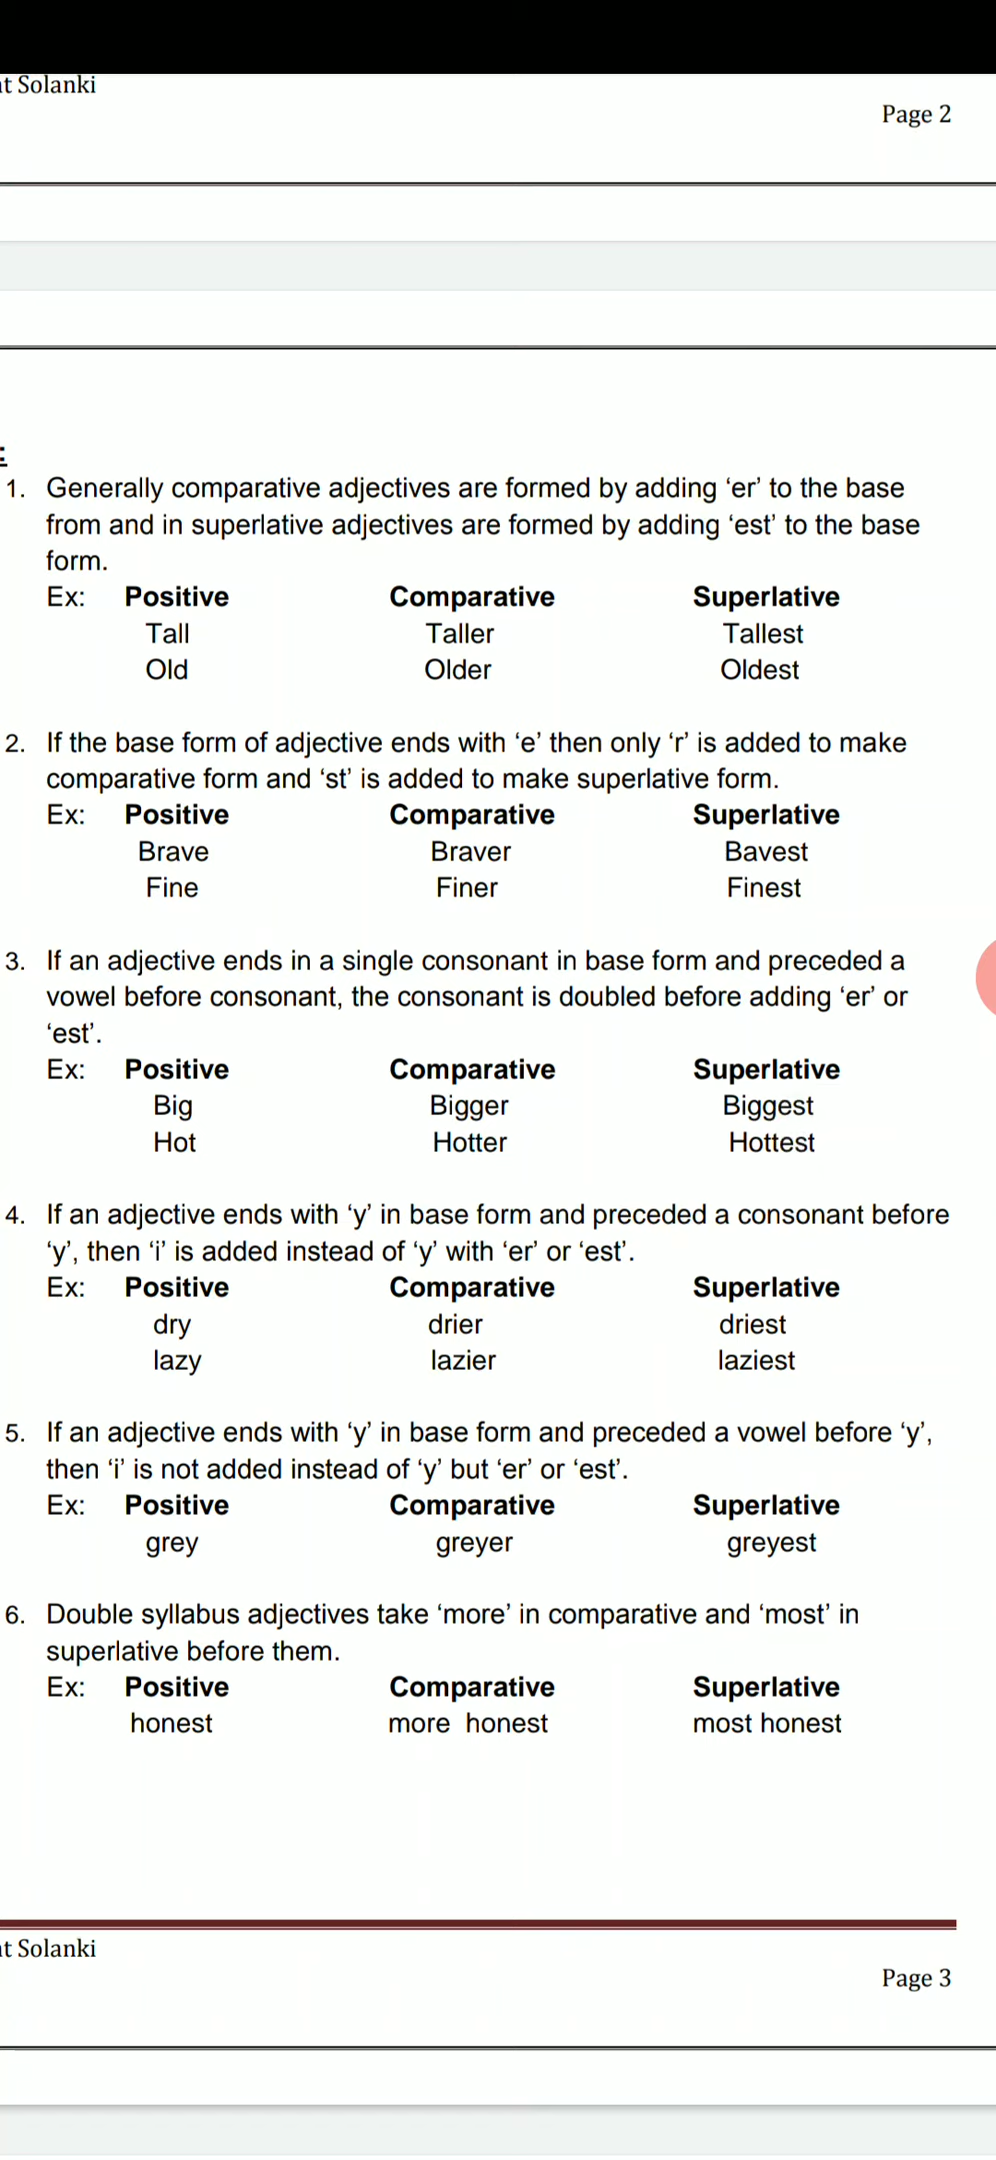 t Solanki
Page 2
:
1. Generally comparative adjectives are formed by adding ‘er’ to the base
from and in superlative adjectives are formed by adding ‘est’ to the base
form.
Ex: Positive Comparative Superlative
Tall Taller Tallest
Old Older Oldest
2. If the base form of adjective ends with ‘e’ then only ‘r’ is added to make
comparative form and ‘st’ is added to make superlative form.
Ex: Positive Comparative Superlative
Brave Braver Bavest
Fine Finer Finest
3. If an adjective ends in a single consonant in base form and preceded a
vowel before consonant, the consonant is doubled before adding ‘er’ or
‘est’.
Ex: Positive Comparative Superlative
Big Bigger Biggest
Hot Hotter Hottest
4. If an adjective ends with ‘y’ in base form and preceded a consonant before
‘y’, then ‘i’ is added instead of ‘y’ with ‘er’ or ‘est’.
Ex: Positive Comparative Superlative
dry drier driest
lazy lazier laziest
5. If an adjective ends with ‘y’ in base form and preceded a vowel before ‘y’,
then ‘i’ is not added instead of ‘y’ but ‘er’ or ‘est’.
Ex: Positive Comparative Superlative
grey greyer greyest
6. Double syllabus adjectives take ‘more’ in comparative and ‘most’ in
superlative before them.
Ex: Positive Comparative Superlative
honest more honest most honest
t Solanki
Page 3